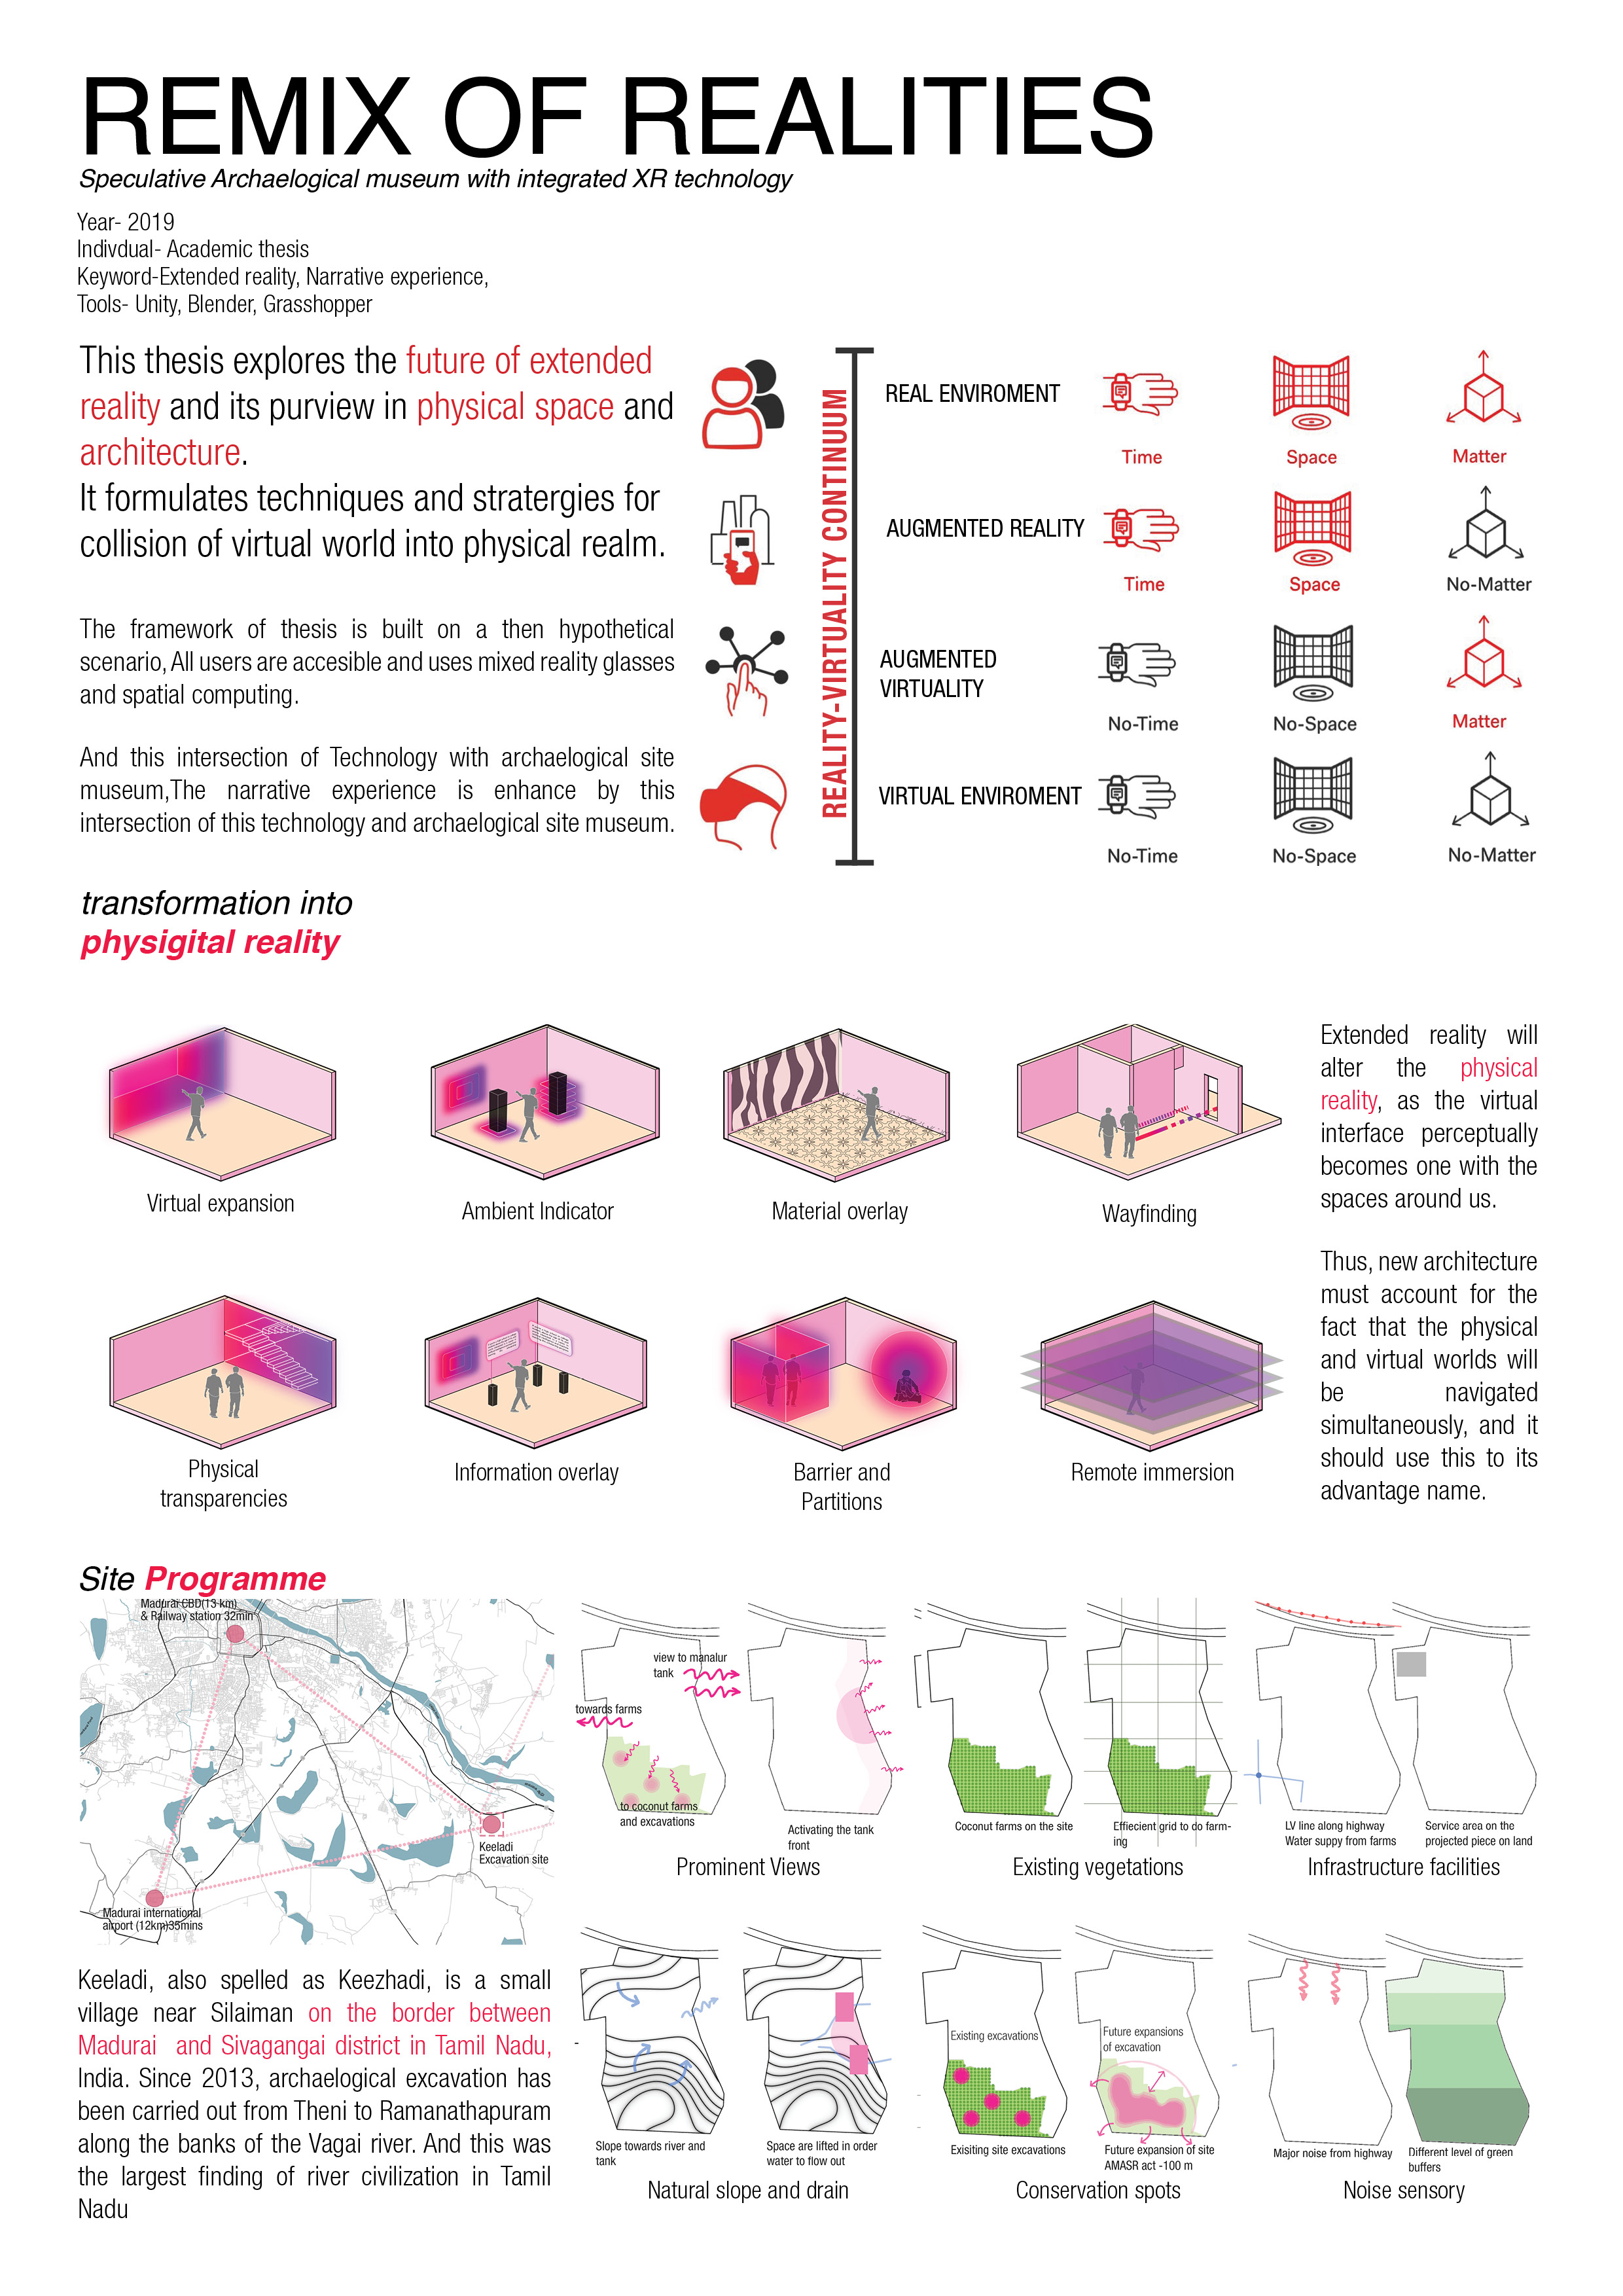 REMIX OF REALITIES
Speculative Archaelogical museum with integrated XR technology
Year- 2019
Indivdual- Academic thesis
Keyword-Extended reality, Narrative experience,
Tools- Unity, Blender, Grasshopper
This thesis explores the future of extended
reality and its purview in physical space and
architecture.
It formulates techniques and stratergies for
collision of virtual world into physical realm.
The framework of thesis is built on a then hypothetical
scenario, All users are accesible and uses mixed reality glasses
and spatial computing.
And this intersection of Technology with archaelogical site
museum,The narrative experience is enhance by this
intersection of this technology and archaelogical site museum.
REALITY-VIRTUALITY CONTINUUM
REAL ENVIROMENT
Time
Space
Matter
AUGMENTED REALITY
Time
Space
No-Matter
AUGMENTED
VIRTUALITY
No-Time
No-Space
Matter
VIRTUAL ENVIROMENT
No-Time
No-Space
No-Matter
transformation into
physigital reality
Virtual expansion
Ambient Indicator
Material overlay
Wayfinding
Physical
transparencies
Information overlay
Barrier and
Partitions
Remote immersion
Extended reality will
alter the physical
reality, as the virtual
interface perceptually
becomes one with the
spaces around us.
Thus, new architecture
must account for the
fact that the physical
and virtual worlds will
be navigated
simultaneously, and it
should use this to its
advantage name.
Site Programme
Madurai CBD(13 km)
& Railway station 32min
Keeladi
Excavation site
Madurai international
airport (12km)35mins
Keeladi, also spelled as Keezhadi, is a small
village near Silaiman on the border between
Madurai and Sivagangai district in Tamil Nadu,
India. Since 2013, archaelogical excavation has
been carried out from Theni to Ramanathapuram
along the banks of the Vagai river. And this was
the largest finding of river civilization in Tamil
Nadu
view to manalur
tank
towards farms
to coconut farms
and excavations
Activating the tank
front
Prominent Views
Coconut farms on the site
Effiecient grid to do farm-
ing
Existing vegetations
LV line along highway
Water suppy from farms
Service area on the
projected piece on land
Infrastructure facilities
Slope towards river and
tank
Space are lifted in order
water to flow out
Natural slope and drain
Existing excavations
Exisiting site excavations
Future expansions
of excavation
Future expansion of site
AMASR act -100 m
Conservation spots
Major noise from highway
Different level of green
buffers
Noise sensory